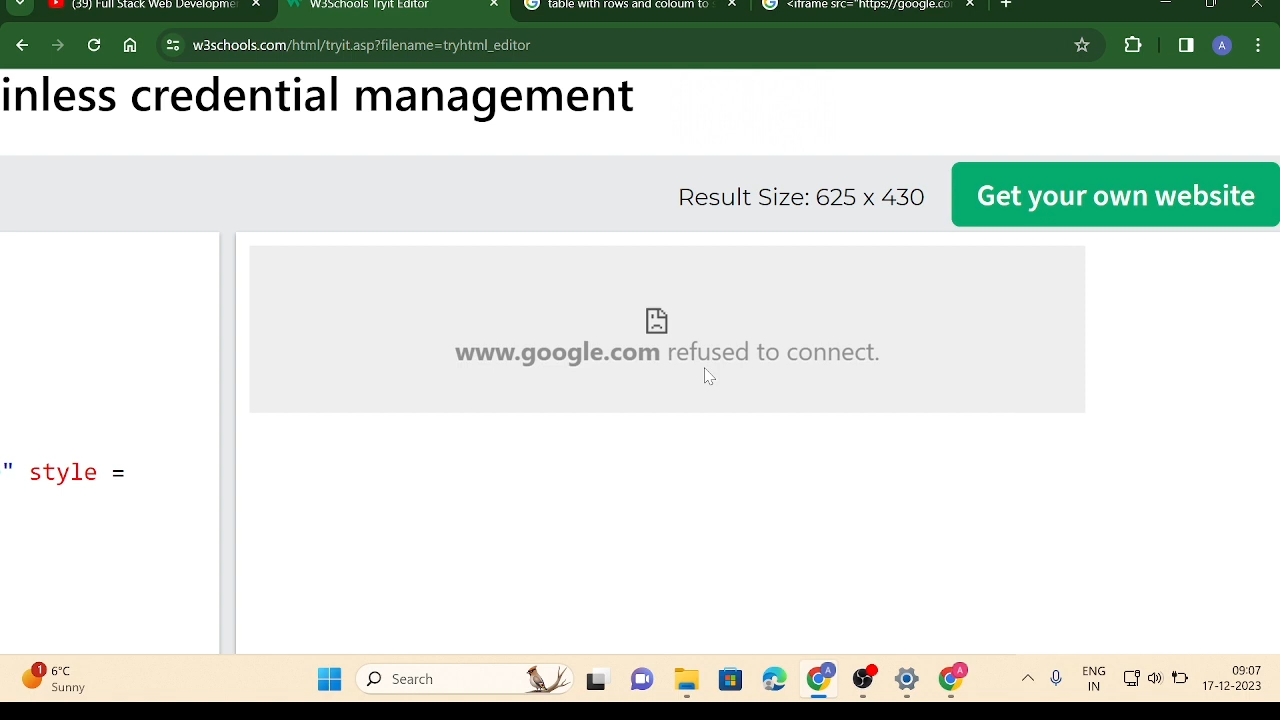 (39) Full Stack Web Developme
W3Schools Tryit Editor
table with rows and coloum to
<iframe src="https://google.co
w3schools.com/html/tryit.asp?filename=tryhtml_editor
A
inless credential management
Result Size: 625 x 430
Get your own website
www.google.com refused to connect.
" style =
1
6°C
Sunny
Search
A
A
ENG
IN
09:07
17-12-2023